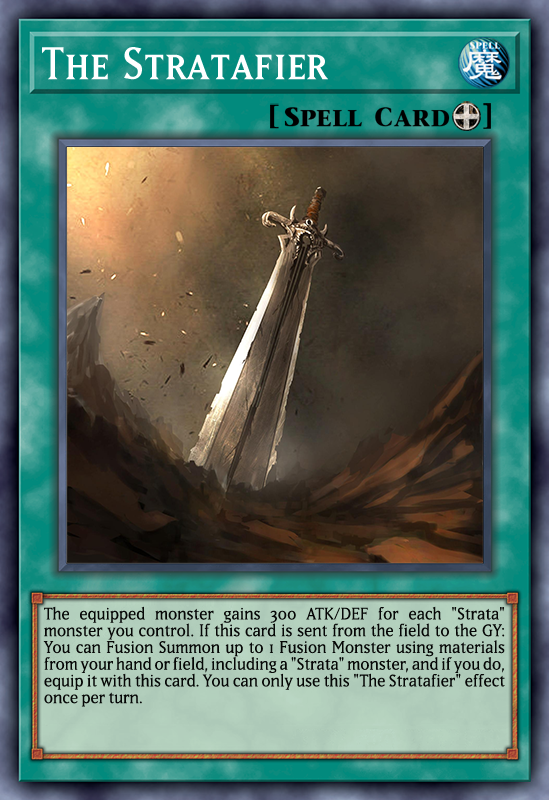 The Stratafier
SPELL
魔
[Spell Card]
The equipped monster gains 300 ATK/DEF for each "Strata"
monster you control. If this card is sent from the field to the GY:
You can Fusion Summon up to 1 Fusion Monster using materials
from your hand or field, including a "Strata" monster, and if you do,
equip it with this card. You can only use this "The Stratafier" effect
once per turn.